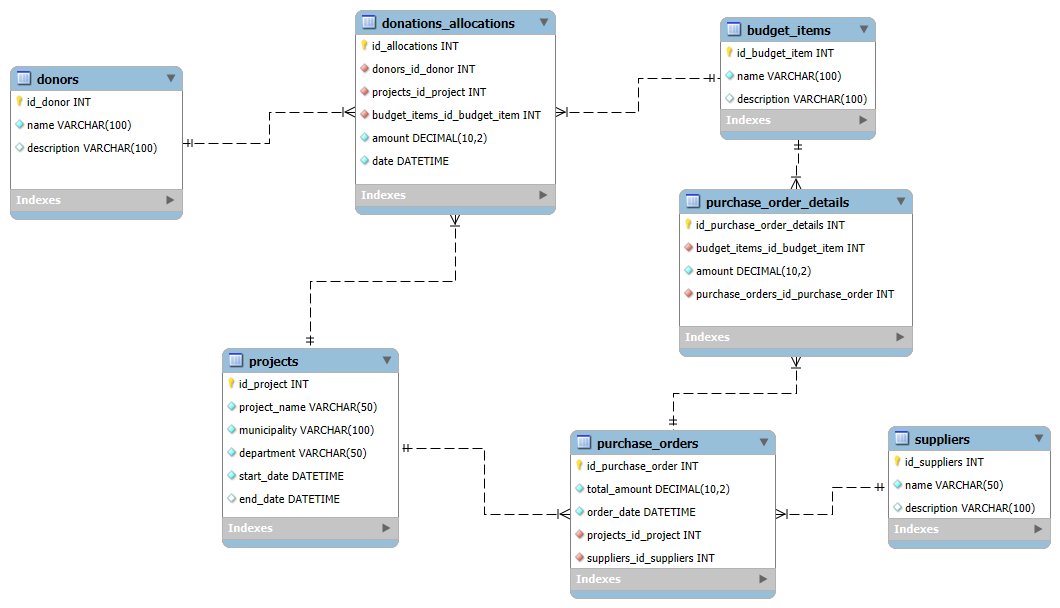 donors
id_donor INT
name VARCHAR(100)
description VARCHAR(100)
Indexes
donations_allocations
id_allocations INT
donors_id_donor INT
projects_id_project INT
budget_items_id_budget_item INT
amount DECIMAL(10,2)
date DATETIME
Indexes
budget_items
id_budget_item INT
name VARCHAR(100)
description VARCHAR(100)
Indexes
purchase_order_details
id_purchase_order_details INT
budget_items_id_budget_item INT
amount DECIMAL(10,2)
purchase_orders_id_purchase_order INT
Indexes
projects
id_project INT
project_name VARCHAR(50)
municipality VARCHAR(100)
department VARCHAR(50)
start_date DATETIME
end_date DATETIME
Indexes
purchase_orders
id_purchase_order INT
total_amount DECIMAL(10,2)
order_date DATETIME
projects_id_project INT
suppliers_id_suppliers INT
Indexes
suppliers
id_suppliers INT
name VARCHAR(50)
description VARCHAR(100)
Indexes